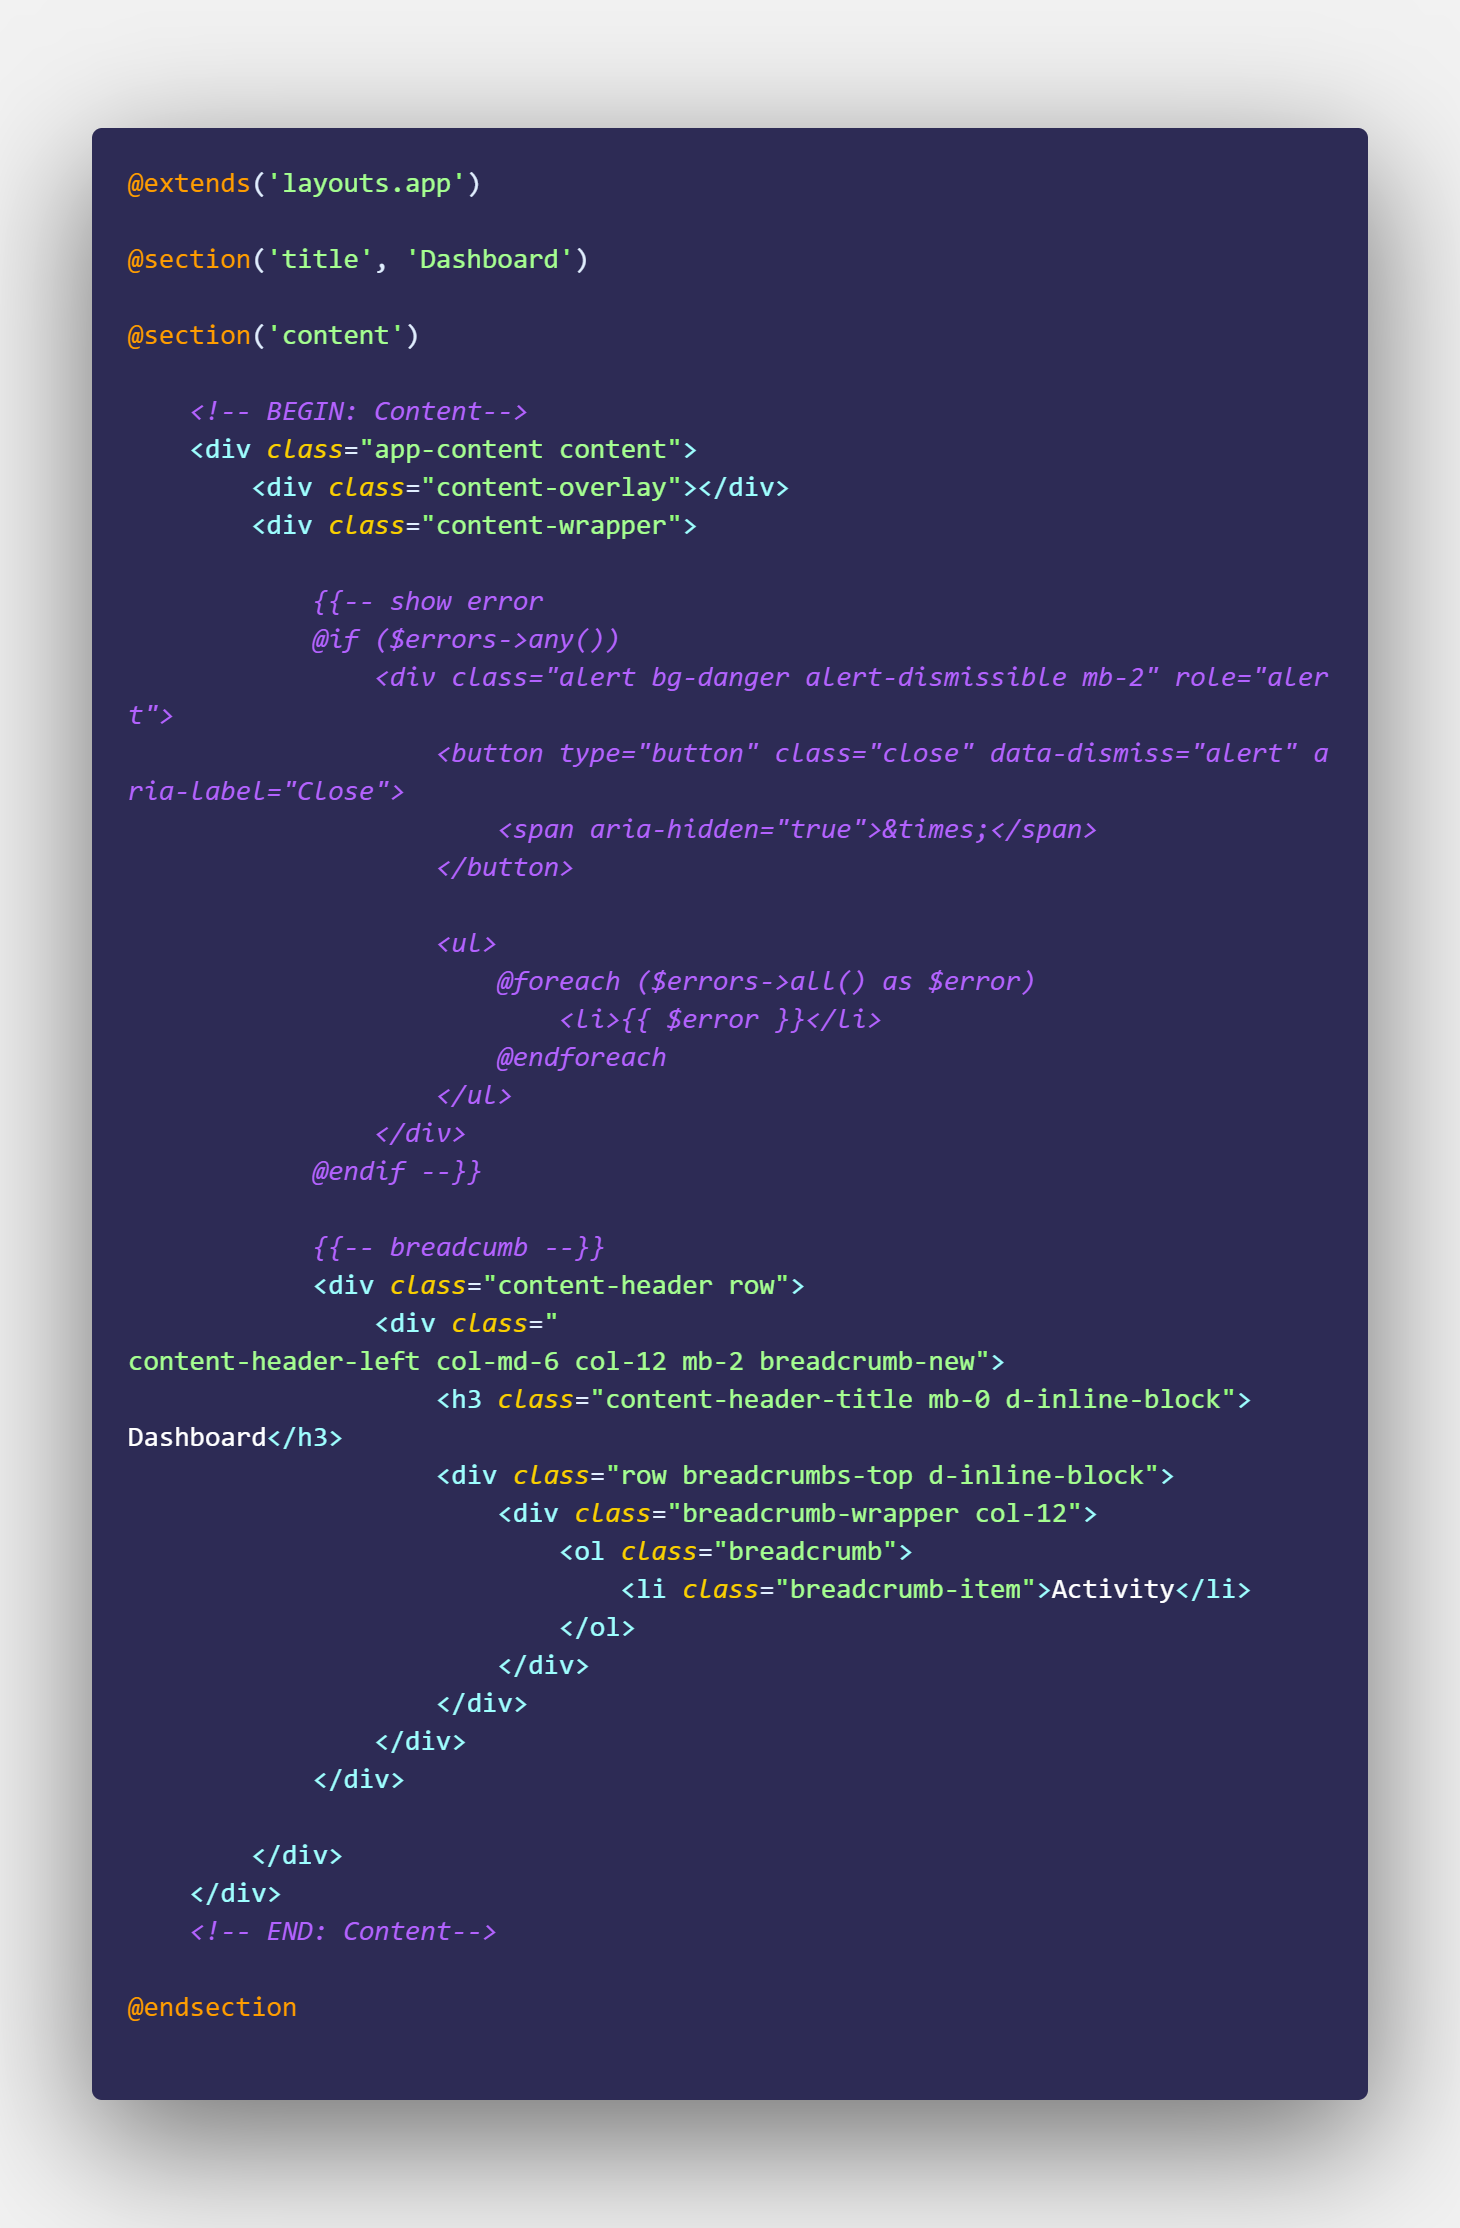 @extends('layouts.app')

@section('title', 'Dashboard')

@section('content')

    <!-- BEGIN: Content-->
    <div class="app-content content">
        <div class="content-overlay"></div>
        <div class="content-wrapper">

            {{-- show error
            @if ($errors->any())
                <div class="alert bg-danger alert-dismissible mb-2" role="aler
t">
                    <button type="button" class="close" data-dismiss="alert" a
ria-label="Close">
                        <span aria-hidden="true">&times;</span>
                    </button>

                    <ul>
                        @foreach ($errors->all() as $error)
                            <li>{{ $error }}</li>
                        @endforeach
                    </ul>
                </div>
            @endif --}}

            {{-- breadcumb --}}
            <div class="content-header row">
                <div class="
content-header-left col-md-6 col-12 mb-2 breadcrumb-new">
                    <h3 class="content-header-title mb-0 d-inline-block">
Dashboard</h3>
                    <div class="row breadcrumbs-top d-inline-block">
                        <div class="breadcrumb-wrapper col-12">
                            <ol class="breadcrumb">
                                <li class="breadcrumb-item">Activity</li>
                            </ol>
                        </div>
                    </div>
                </div>
            </div>

        </div>
    </div>
    <!-- END: Content-->

@endsection